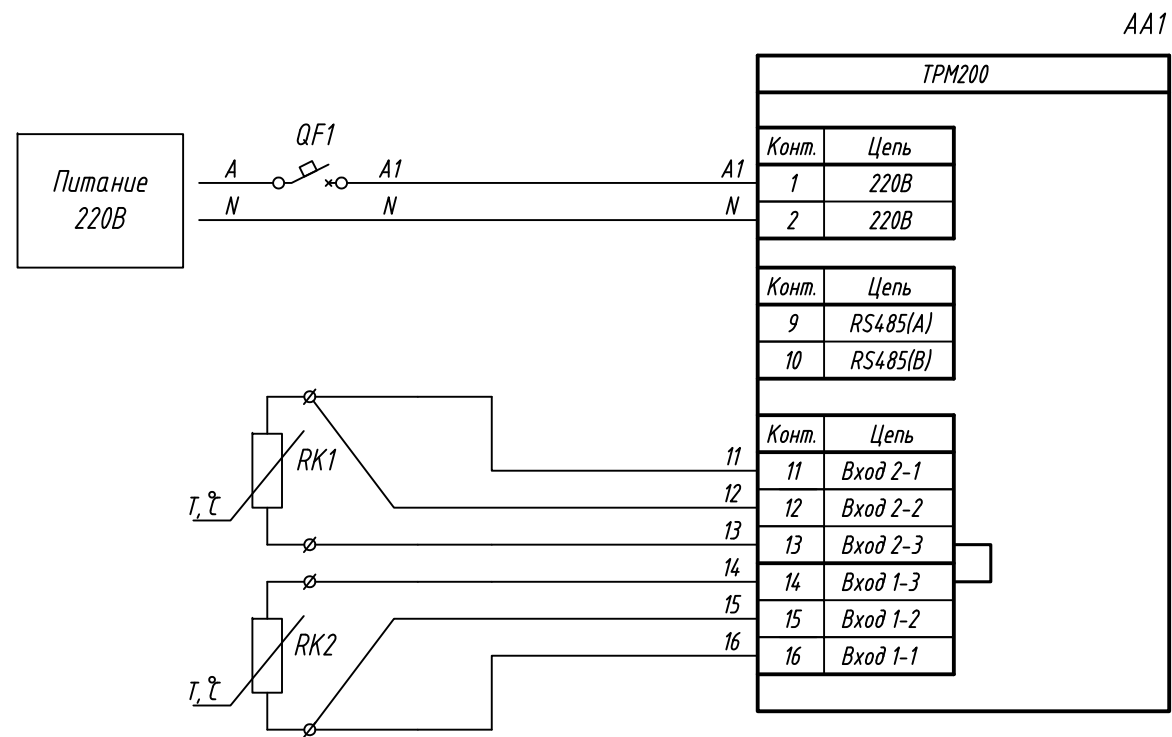 AA1
ТРМ200
QF1
Питание
220В
A
A1
A1
N
N
N
Конт. Цепь
1 220В
2 220В
Конт. Цепь
9 RS485(A)
10 RS485(B)
Конт. Цепь
11 11 Вход 2-1
12 12 Вход 2-2
13 13 Вход 2-3
14 14 Вход 1-3
15 15 Вход 1-2
16 16 Вход 1-1
RK1
T,℃
RK2
T,℃